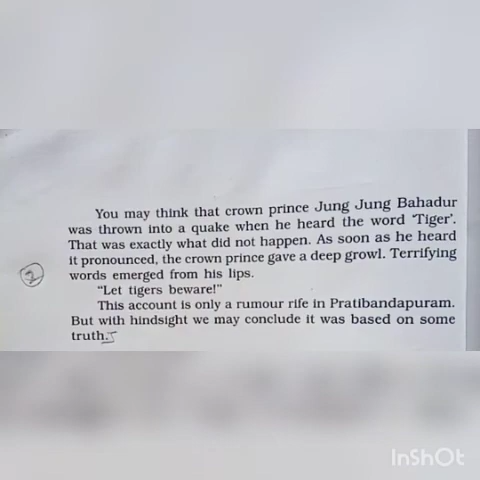 You may think that crown prince Jung Jung Bahadur
was thrown into a quake when he heard the word 'Tiger'.
That was exactly what did not happen. As soon as he heard
it pronounced, the crown prince gave a deep growl. Terrifying
2 words emerged from his lips.
"Let tigers beware!"
This account is only a rumour rife in Pratibandapuram.
But with hindsight we may conclude it was based on some
truth.
InShOt